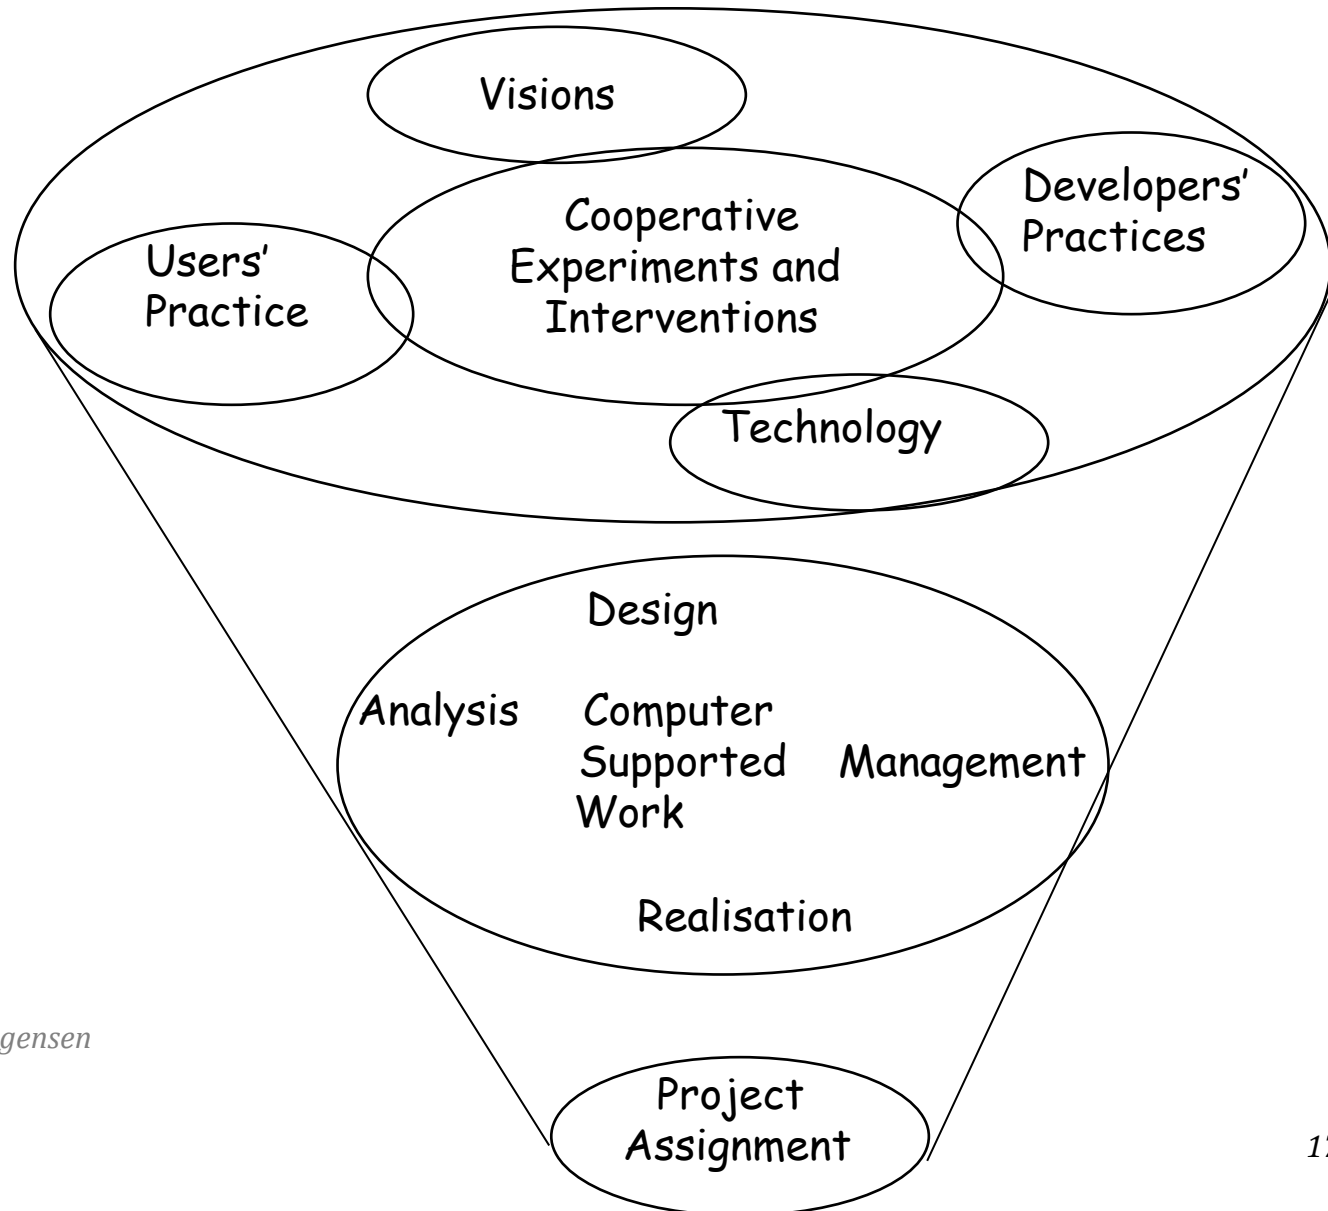 Visions
Developers’
Practices
Cooperative
Experiments and
Interventions
Users’
Practice
Technology
Design
Analysis
Computer
Supported
Work
Management
Realisation
gensen
Project
Assignment